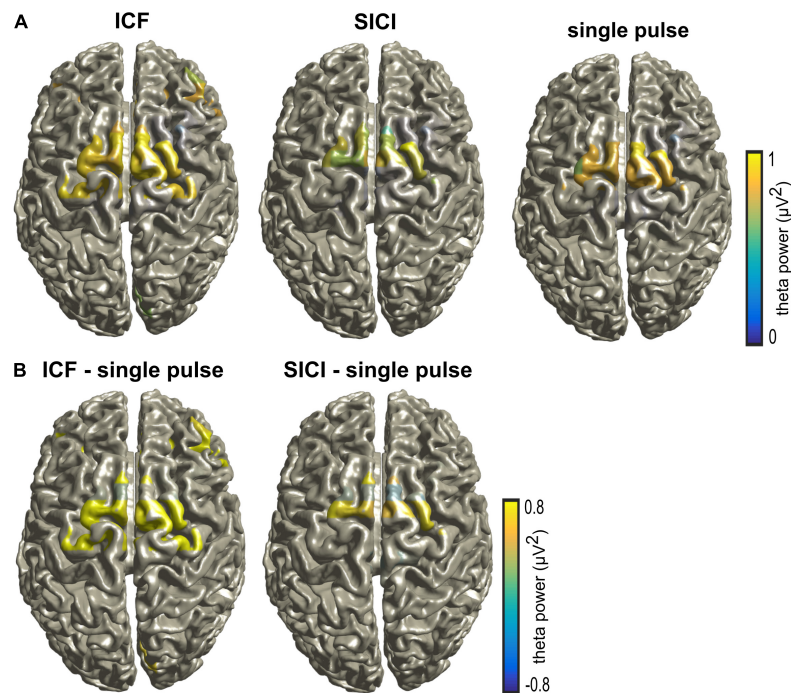 A
ICF
SICI
single pulse
1
theta power (µV²)
0
B
ICF - single pulse
SICI - single pulse
0.8
theta power (µV²)
-0.8